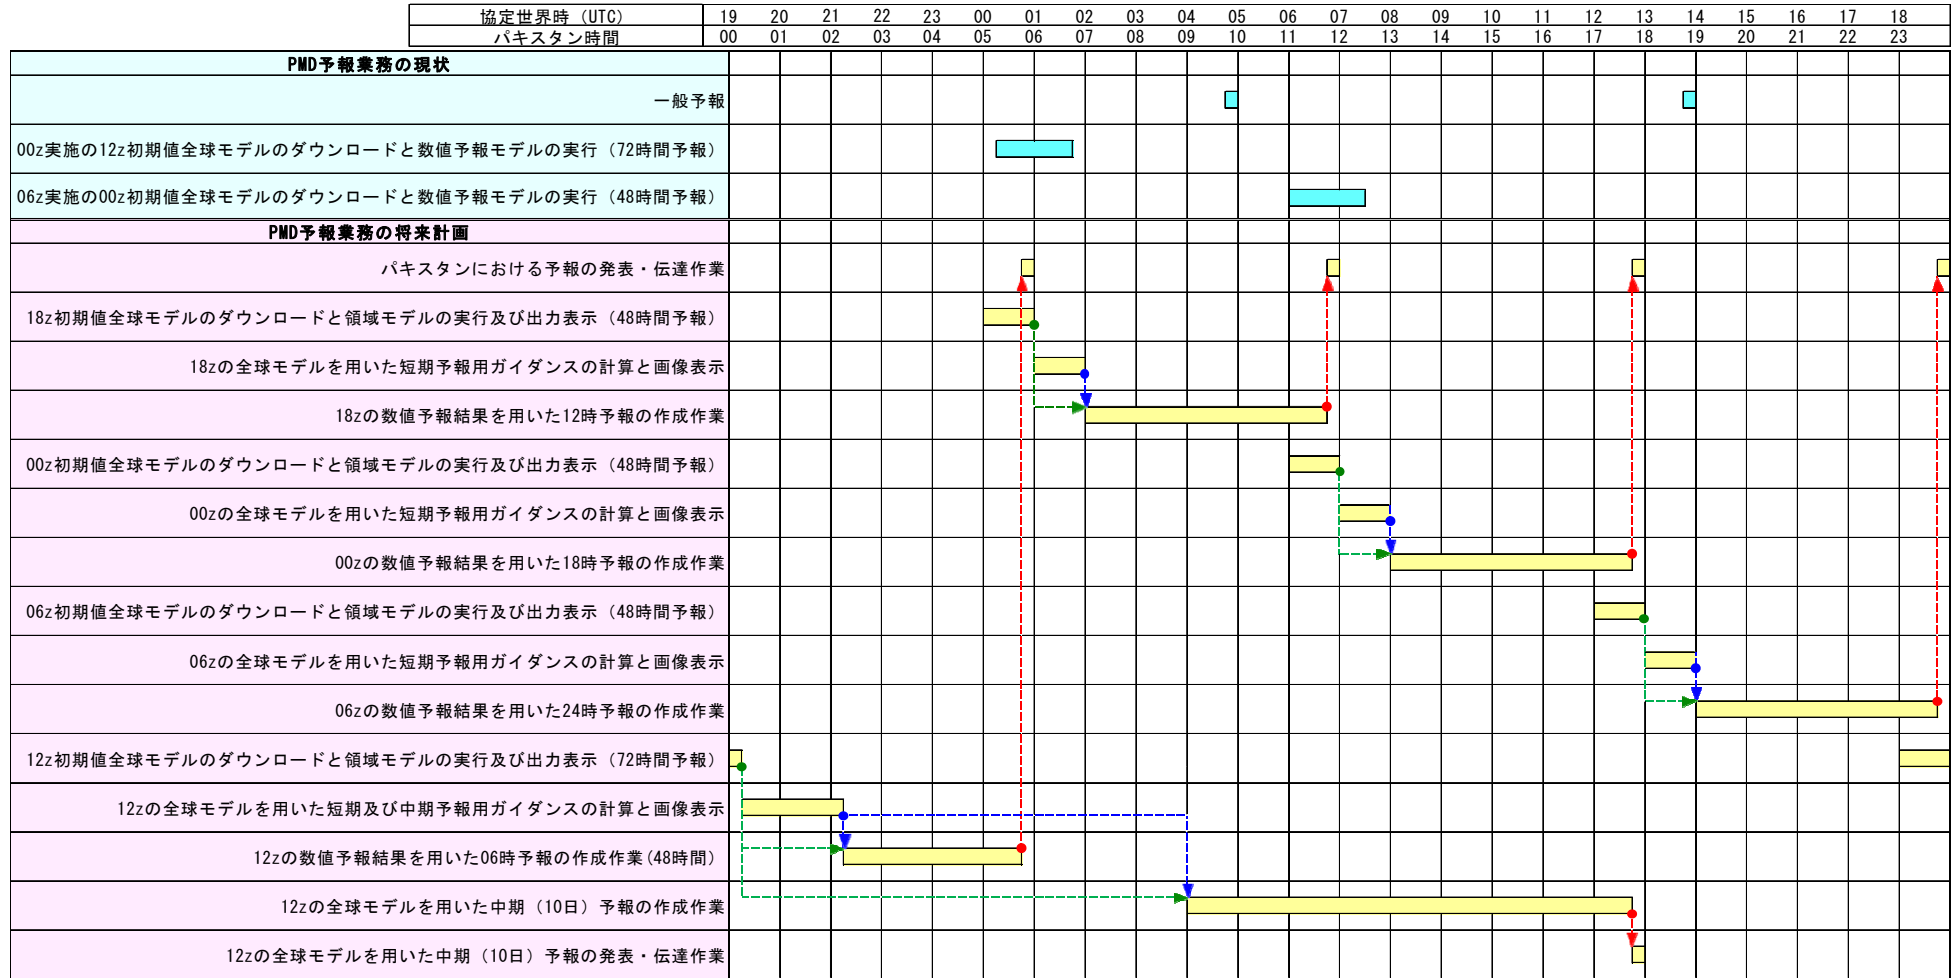 協定世界時（UTC） 19 20 21 22 23 00 01 02 03 04 05 06 07 08 09 10 11 12 13 14 15 16 17 18
パキスタン時間 00 01 02 03 04 05 06 07 08 09 10 11 12 13 14 15 16 17 18 19 20 21 22 23
PMD予報業務の現状
一般予報
00z実施の12z初期値全球モデルのダウンロードと数値予報モデルの実行（72時間予報）
06z実施の00z初期値全球モデルのダウンロードと数値予報モデルの実行（48時間予報）
PMD予報業務の将来計画
パキスタンにおける予報の発表・伝達作業
18z初期値全球モデルのダウンロードと領域モデルの実行及び出力表示（48時間予報）
18zの全球モデルを用いた短期予報用ガイダンスの計算と画像表示
18zの数値予報結果を用いた12時予報の作成作業
00z初期値全球モデルのダウンロードと領域モデルの実行及び出力表示（48時間予報）
00zの全球モデルを用いた短期予報用ガイダンスの計算と画像表示
00zの数値予報結果を用いた18時予報の作成作業
06z初期値全球モデルのダウンロードと領域モデルの実行及び出力表示（48時間予報）
06zの全球モデルを用いた短期予報用ガイダンスの計算と画像表示
06zの数値予報結果を用いた24時予報の作成作業
12z初期値全球モデルのダウンロードと領域モデルの実行及び出力表示（72時間予報）
12zの全球モデルを用いた短期及び中期予報用ガイダンスの計算と画像表示
12zの数値予報結果を用いた06時予報の作成作業(48時間）
12zの全球モデルを用いた中期（10日）予報の作成作業
12zの全球モデルを用いた中期（10日）予報の発表・伝達作業